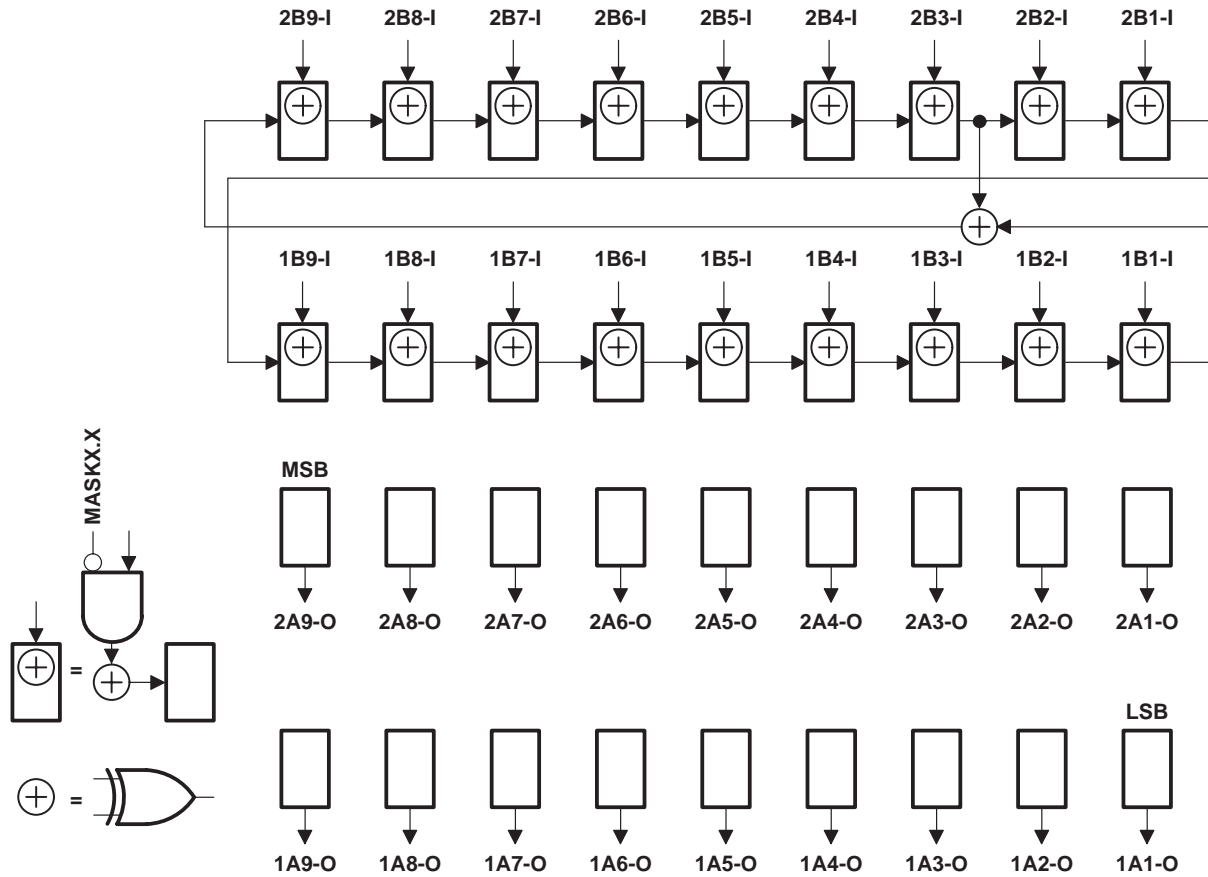 2B9-I 2B8-I 2B7-I 2B6-I 2B5-I 2B4-I 2B3-I 2B2-I 2B1-I
1B9-I 1B8-I 1B7-I 1B6-I 1B5-I 1B4-I 1B3-I 1B2-I 1B1-I
MASKX.X
MSB
2A9-O 2A8-O 2A7-O 2A6-O 2A5-O 2A4-O 2A3-O 2A2-O 2A1-O
=
LSB
=
1A9-O 1A8-O 1A7-O 1A6-O 1A5-O 1A4-O 1A3-O 1A2-O 1A1-O